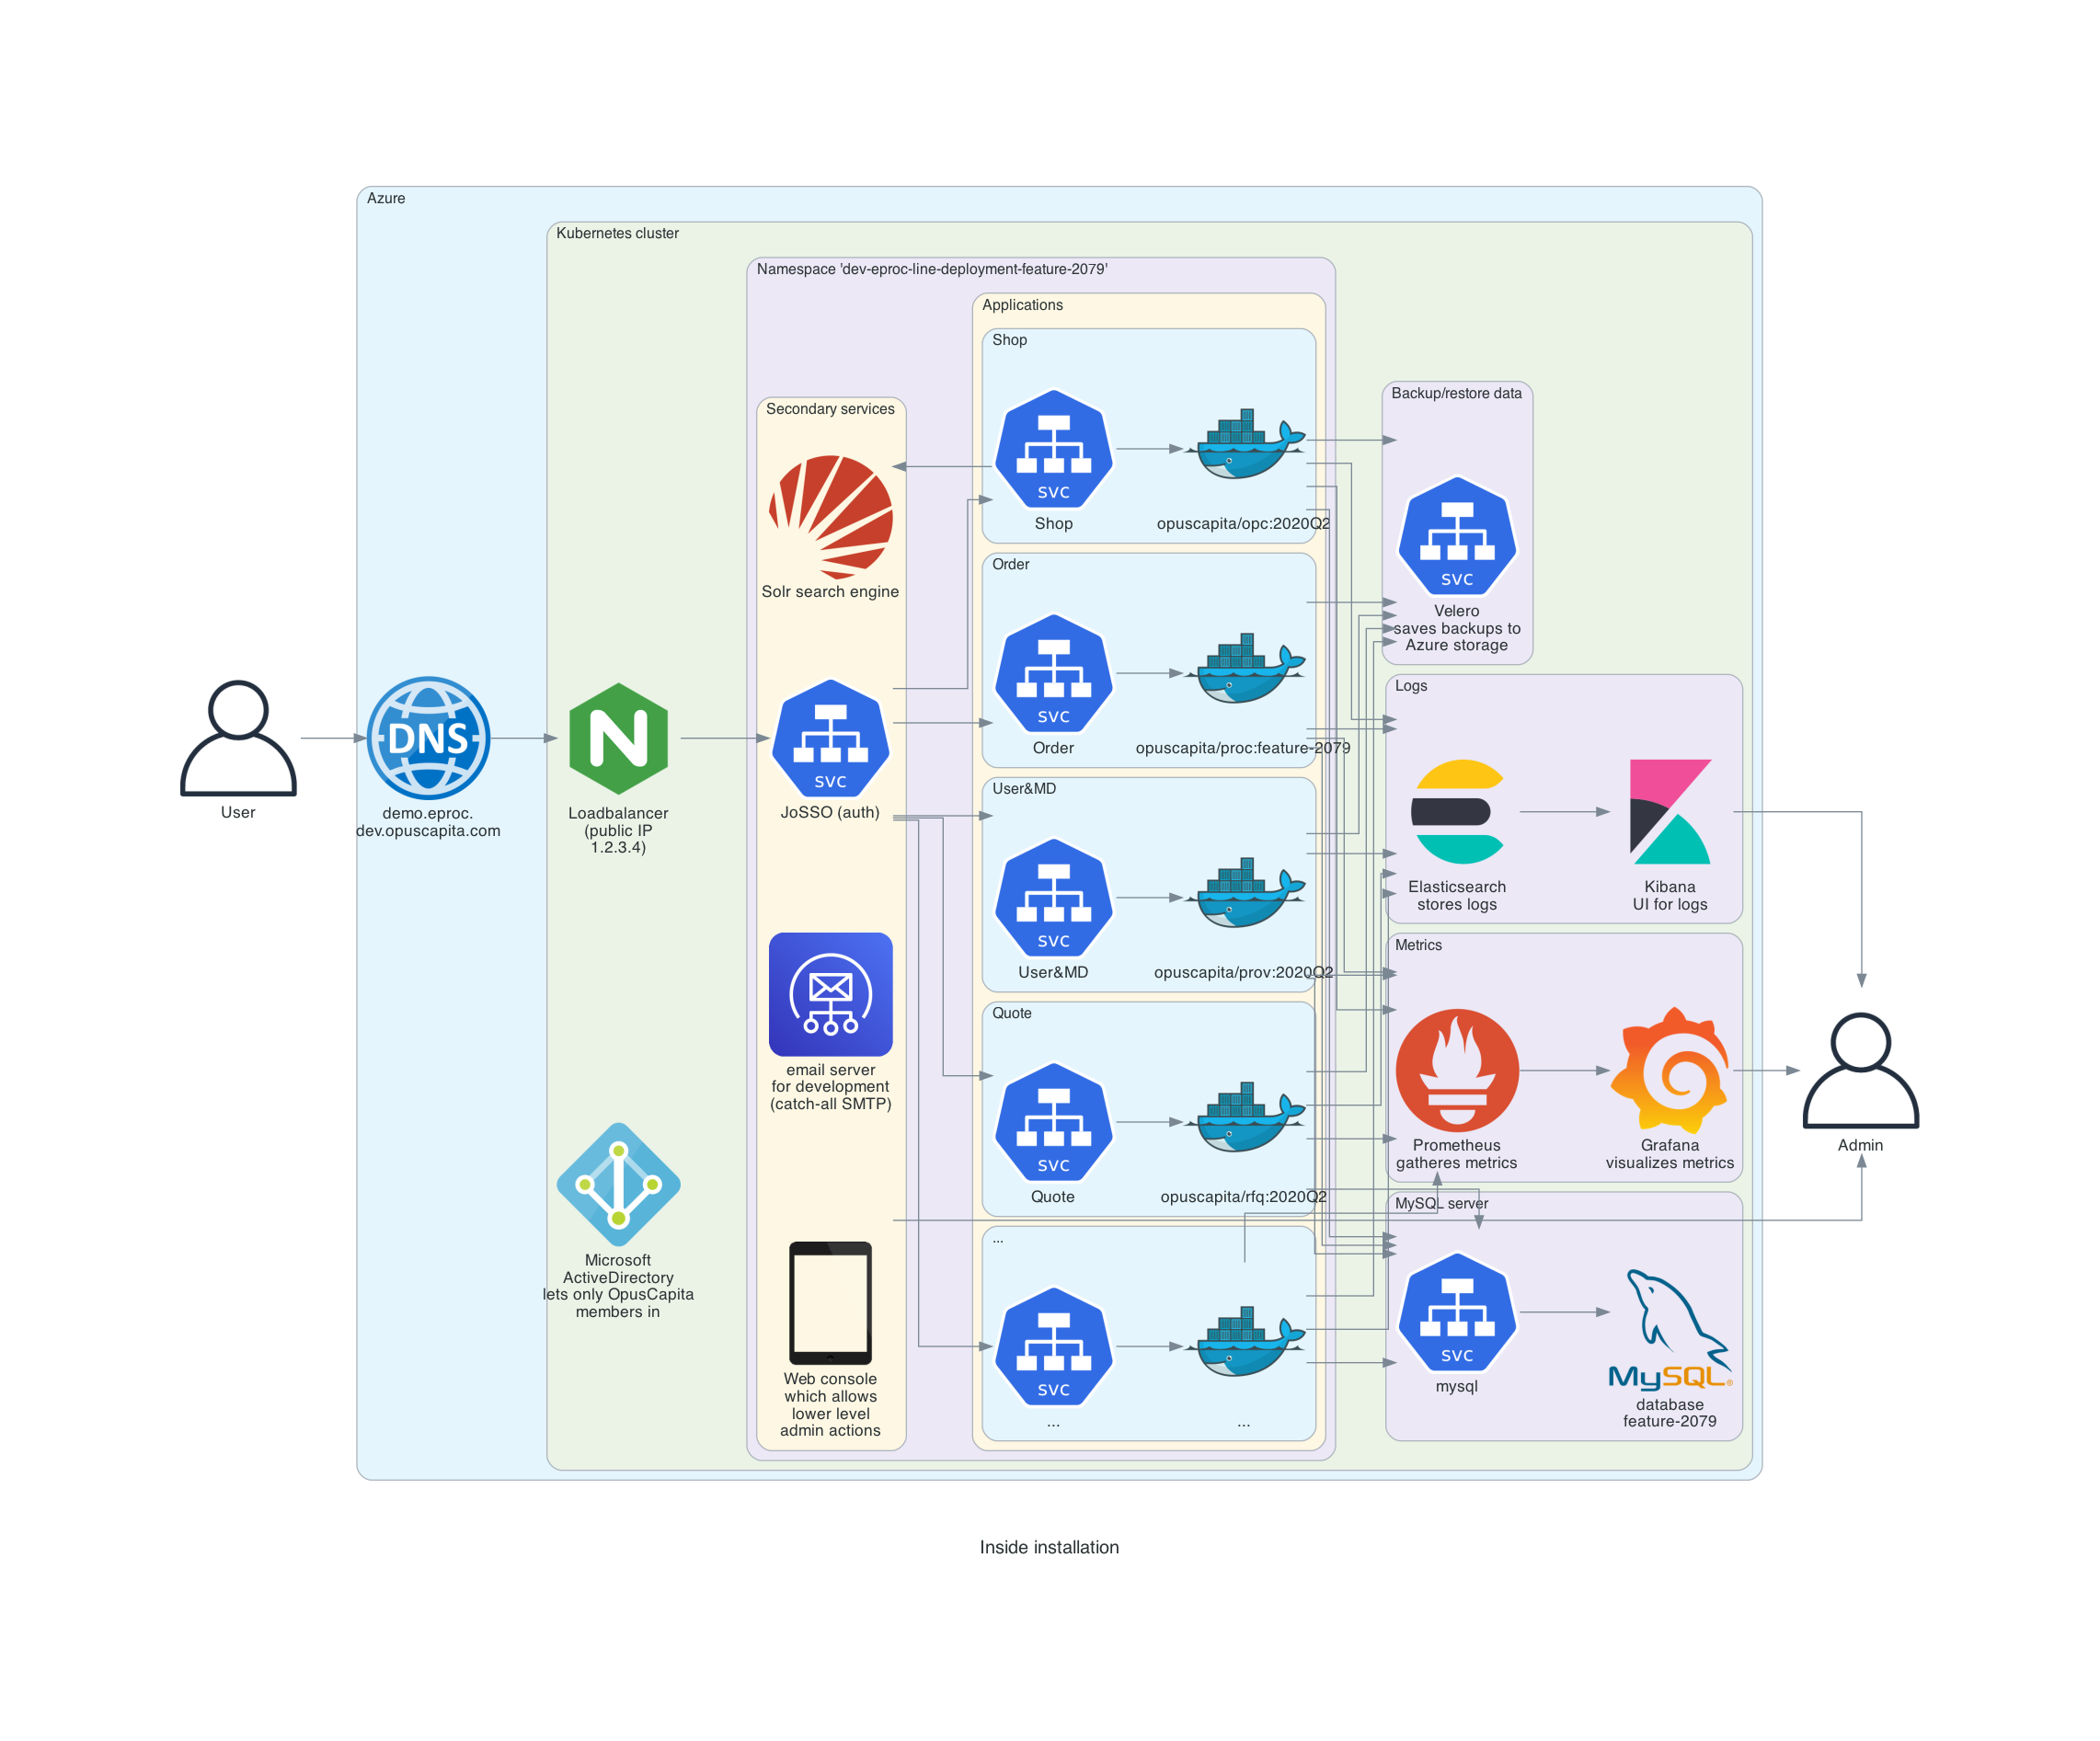 Azure
Kubernetes cluster
Namespace 'dev-eproc-line-deployment-feature-2079'
Applications
Shop
svc
Shop
opuscapita/opc:2020Q2
Secondary services
Solr search engine
Backup/restore data
svc
Velero
saves backups to
Azure storage
Order
svc
Order
opuscapita/proc:feature-2079
User
DNS
demo.eproc.
dev.opuscapita.com
N
Loadbalancer
(public IP
1.2.3.4)
svc
JoSSO (auth)
Logs
Elasticsearch
stores logs
Kibana
UI for logs
User&MD
svc
User&MD
opuscapita/prov:2020Q2
email server
for development
(catch-all SMTP)
Metrics
Prometheus
gatheres metrics
Grafana
visualizes metrics
Admin
Quote
svc
Quote
opuscapita/rfq:2020Q2
Microsoft
ActiveDirectory
lets only OpusCapita
members in
Web console
which allows
lower level
admin actions
...
svc
...
...
MySQL server
svc
mysql
MySQL®
database
feature-2079
Inside installation